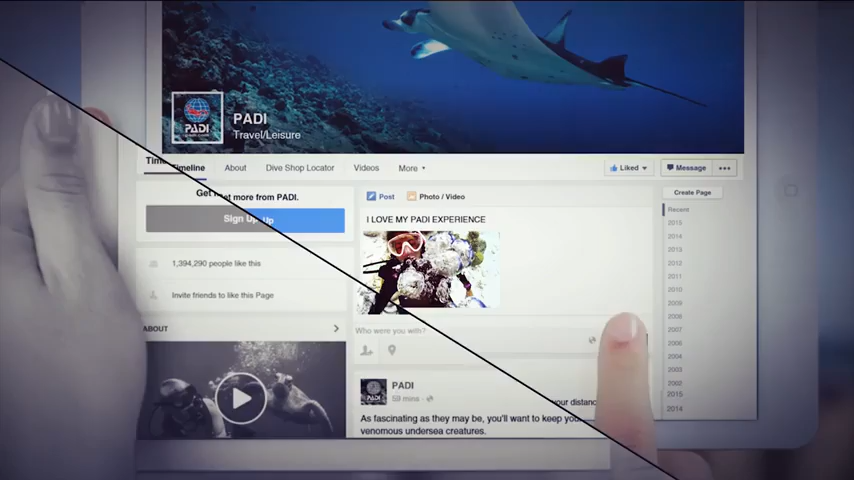 PADI
PADI
Travel/Leisure
Timeline
About
Dive Shop Locator
Videos
More
Liked
Message
Create Page
Get more from PADI.
Sign Up
Post
Photo / Video
Recent
2015
2014
2013
2012
2011
2010
2009
2008
2007
2006
2004
2003
2002
2015
2014
I LOVE MY PADI EXPERIENCE
1,394,290 people like this
Invite friends to like this Page
Who were you with?
ABOUT
PADI
59 mins
your distanc
As fascinating as they may be, you'll want to keep you
venomous undersea creatures.